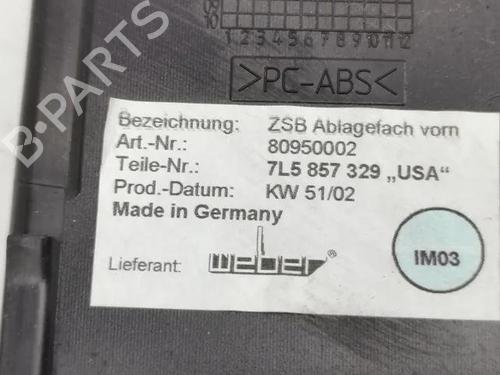 09
10
1 2 3 4 5 6 7 8 9 10 11 12
>PC-ABS<
Bezeichnung: ZSB Ablagefach vorn
Art.-Nr.: 80950002
Teile-Nr.: 7L5 857 329 „USA“
Prod.-Datum: KW 51/02
Made in Germany
Lieferant: weber ®
IM03
B-PARTS